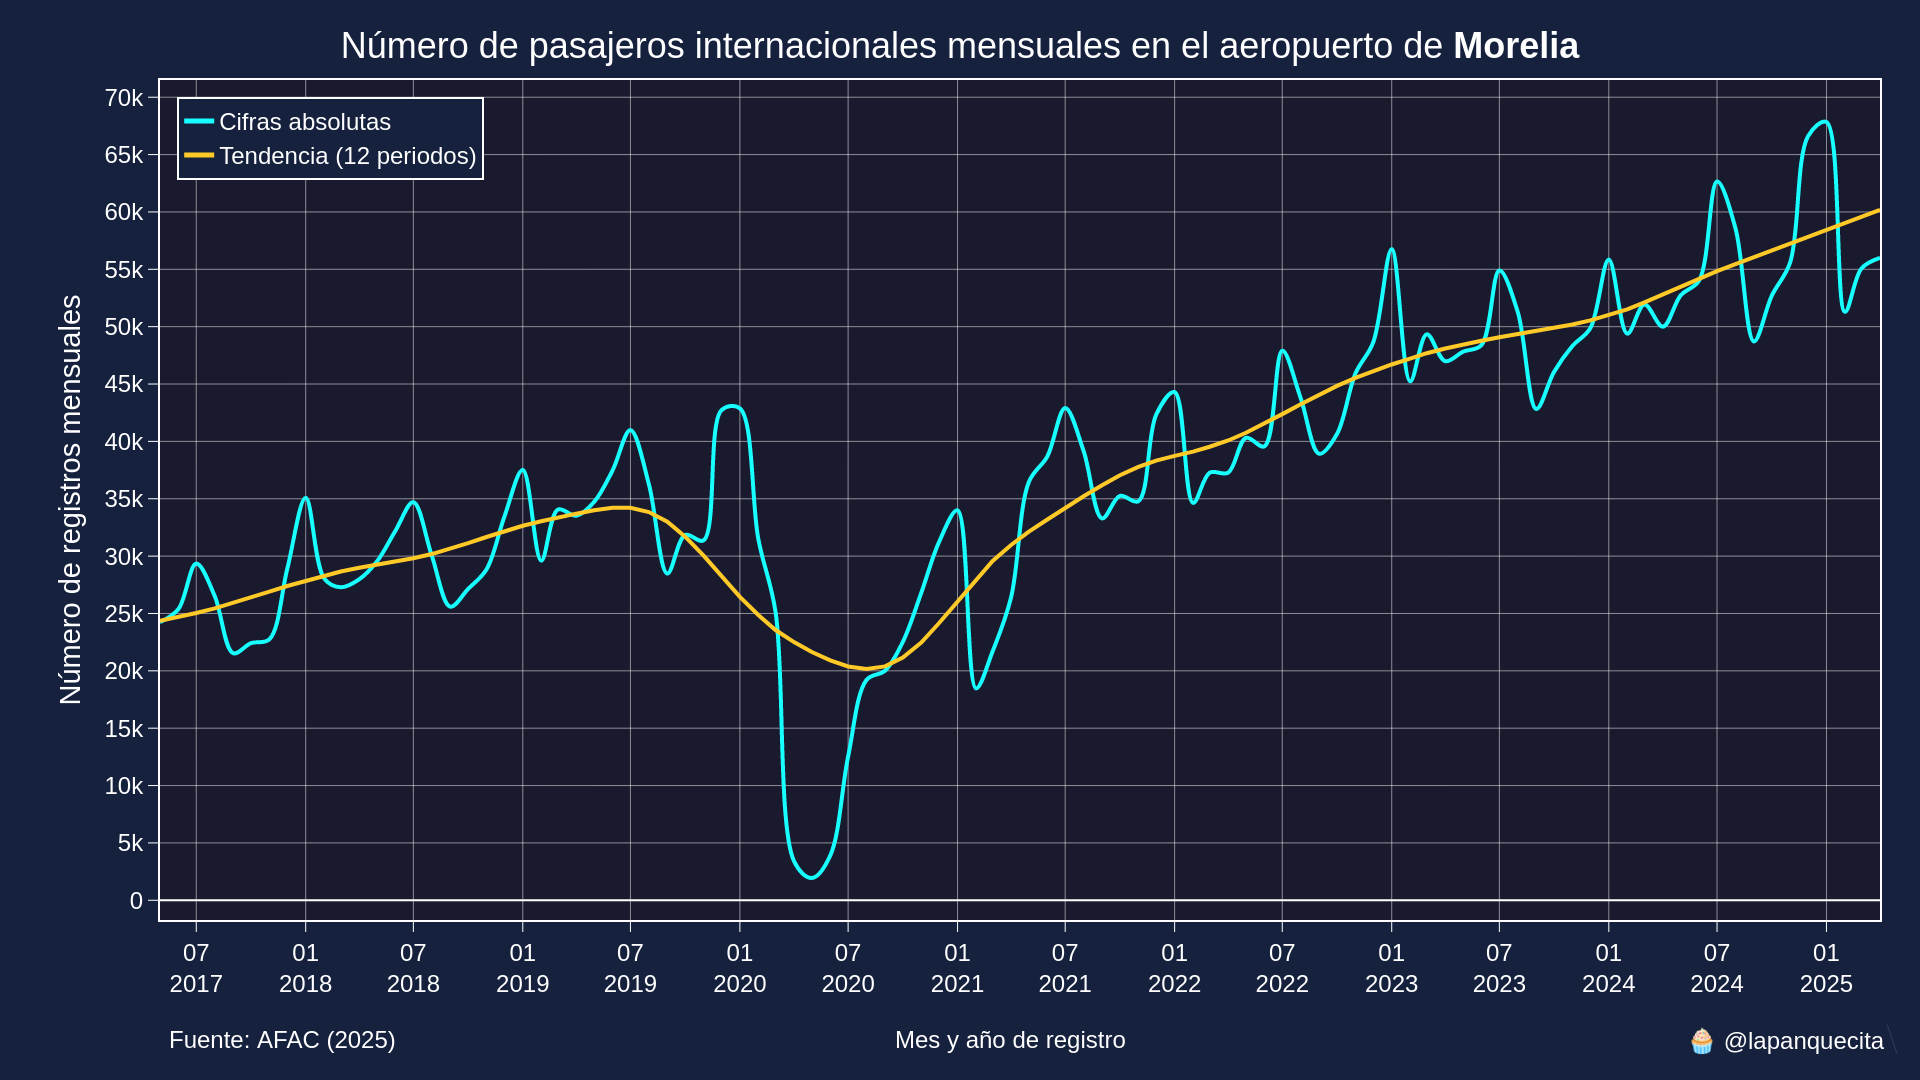 Número de pasajeros internacionales mensuales en el aeropuerto de Morelia
Número de registros mensuales
70k
65k
60k
55k
50k
45k
40k
35k
30k
25k
20k
15k
10k
5k
0
Cifras absolutas
Tendencia (12 periodos)
07 01 07 01 07 01 07 01 07 01 07 01 07 01 07 01
2017 2018 2018 2019 2019 2020 2020 2021 2021 2022 2022 2023 2023 2024 2024 2025
Fuente: AFAC (2025)
Mes y año de registro
🧁 @lapanquecita